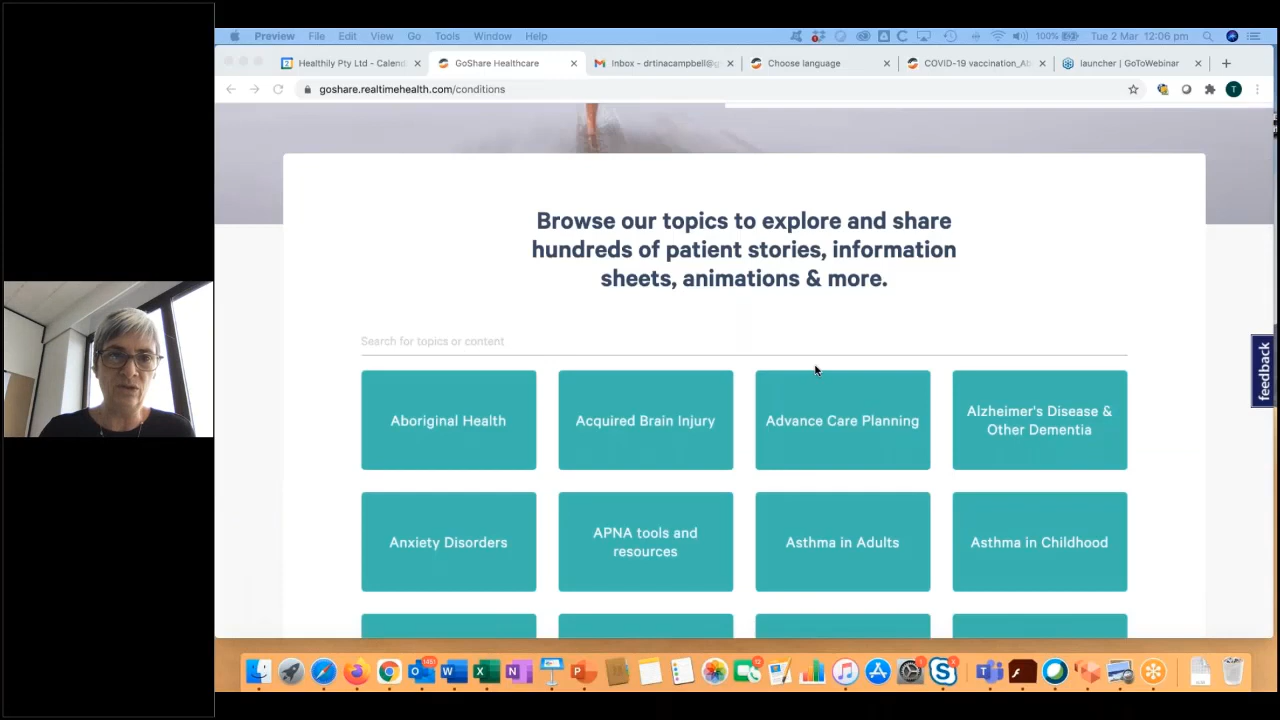 Preview File Edit View Go Tools Window Help 100% Tue 2 Mar 12:06 pm
Healthily Pty Ltd - Calend GoShare Healthcare Inbox - drtinacampbell@g Choose language COVID-19 vaccination_A launcher | GoToWebinar
goshare.realtimehealth.com/conditions T
Browse our topics to explore and share
hundreds of patient stories, information
sheets, animations & more.
Search for topics or content
feedback
Aboriginal Health
Acquired Brain Injury
Advance Care Planning
Alzheimer's Disease &
Other Dementia
Anxiety Disorders
APNA tools and
resources
Asthma in Adults
Asthma in Childhood